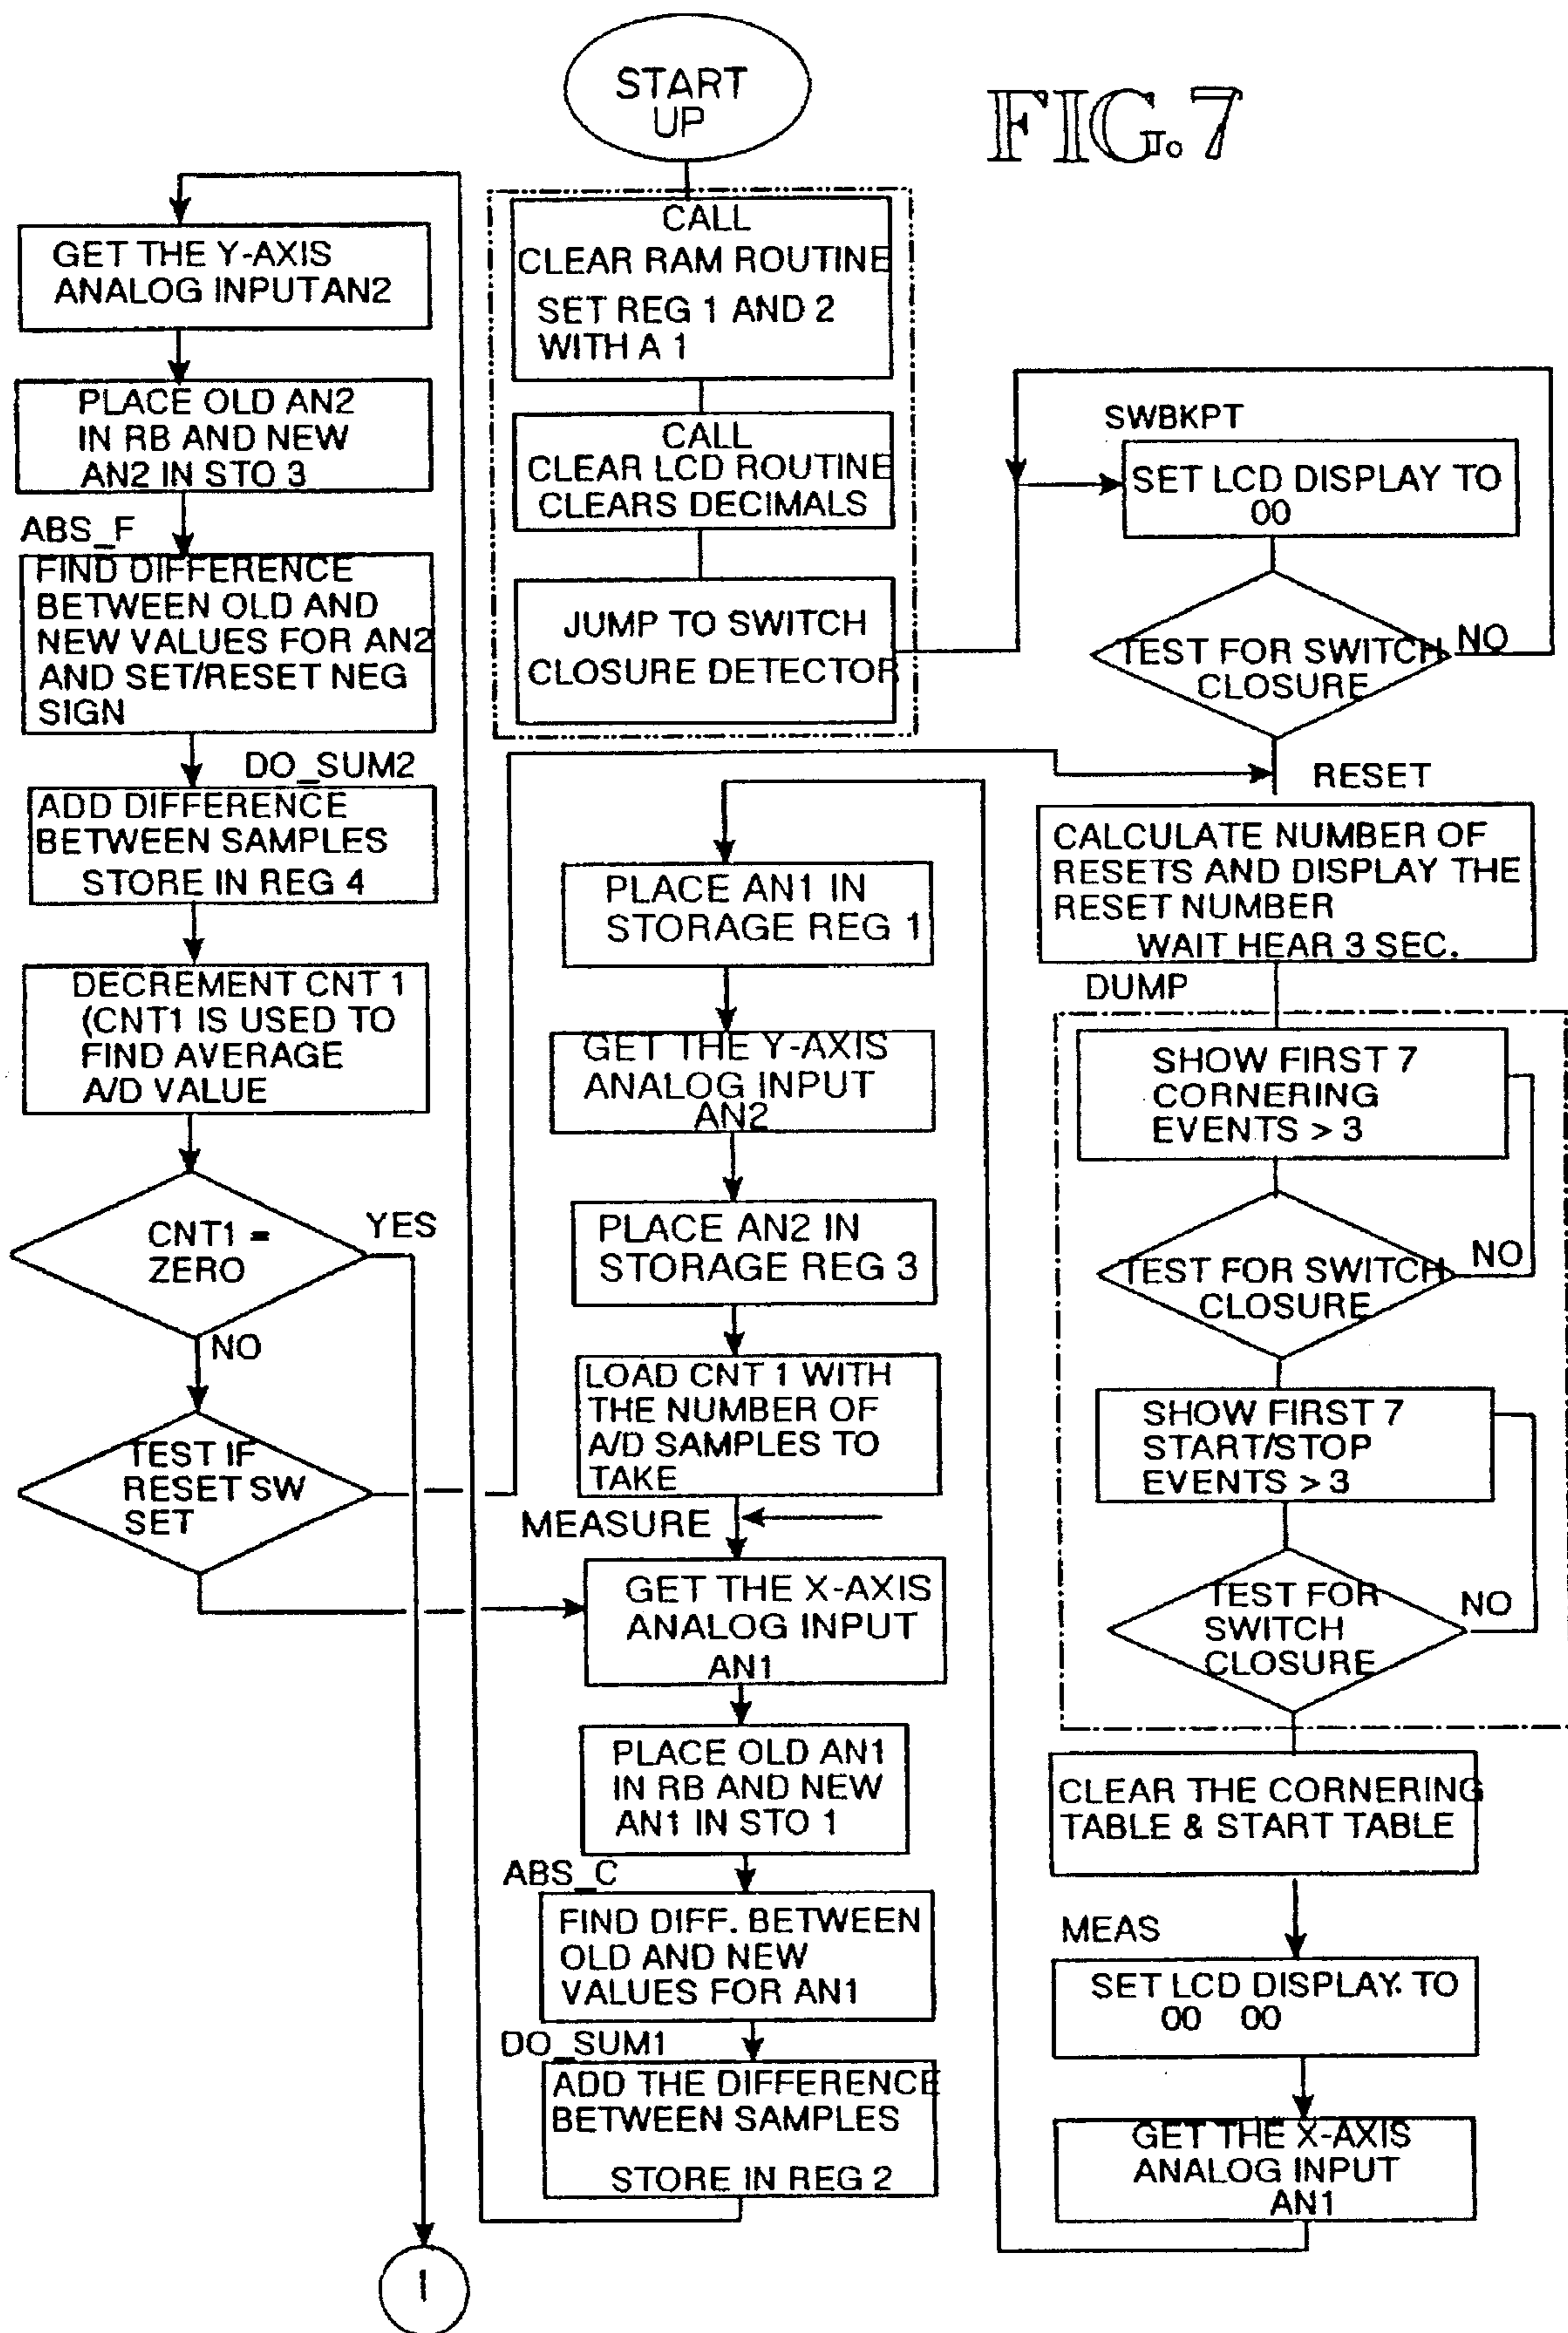 START
UP
FIG. 7
CALL
CLEAR RAM ROUTINE
SET REG 1 AND 2
WITH A 1
CALL
CLEAR LCD ROUTINE
CLEARS DECIMALS
JUMP TO SWITCH
CLOSURE DETECTOR
SWBKPT
SET LCD DISPLAY TO
00
TEST FOR SWITCH
CLOSURE
NO
RESET
CALCULATE NUMBER OF
RESETS AND DISPLAY THE
RESET NUMBER
WAIT HEAR 3 SEC.
DUMP
SHOW FIRST 7
CORNERING
EVENTS > 3
TEST FOR SWITCH
CLOSURE
NO
SHOW FIRST 7
START/STOP
EVENTS > 3
TEST FOR
SWITCH
CLOSURE
NO
CLEAR THE CORNERING
TABLE & START TABLE
MEAS
SET LCD DISPLAY. TO
00 00
GET THE X-AXIS
ANALOG INPUT
AN1
PLACE AN1 IN
STORAGE REG 1
GET THE Y-AXIS
ANALOG INPUT
AN2
PLACE AN2 IN
STORAGE REG 3
LOAD CNT 1 WITH
THE NUMBER OF
A/D SAMPLES TO
TAKE
MEASURE
GET THE X-AXIS
ANALOG INPUT
AN1
PLACE OLD AN1
IN RB AND NEW
AN1 IN STO 1
ABS_C
FIND DIFF. BETWEEN
OLD AND NEW
VALUES FOR AN1
DO_SUM1
ADD THE DIFFERENCE
BETWEEN SAMPLES
STORE IN REG 2
GET THE Y-AXIS
ANALOG INPUT AN2
PLACE OLD AN2
IN RB AND NEW
AN2 IN STO 3
ABS_F
FIND DIFFERENCE
BETWEEN OLD AND
NEW VALUES FOR AN2
AND SET/RESET NEG
SIGN
DO_SUM2
ADD DIFFERENCE
BETWEEN SAMPLES
STORE IN REG 4
DECREMENT CNT 1
(CNT1 IS USED TO
FIND AVERAGE
A/D VALUE
CNT1 =
ZERO
YES
NO
TEST IF
RESET SW
SET
1